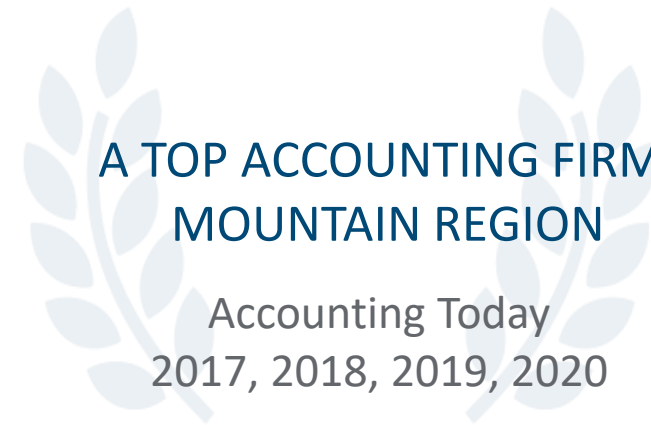 A TOP ACCOUNTING FIRM
MOUNTAIN REGION
Accounting Today
2017, 2018, 2019, 2020